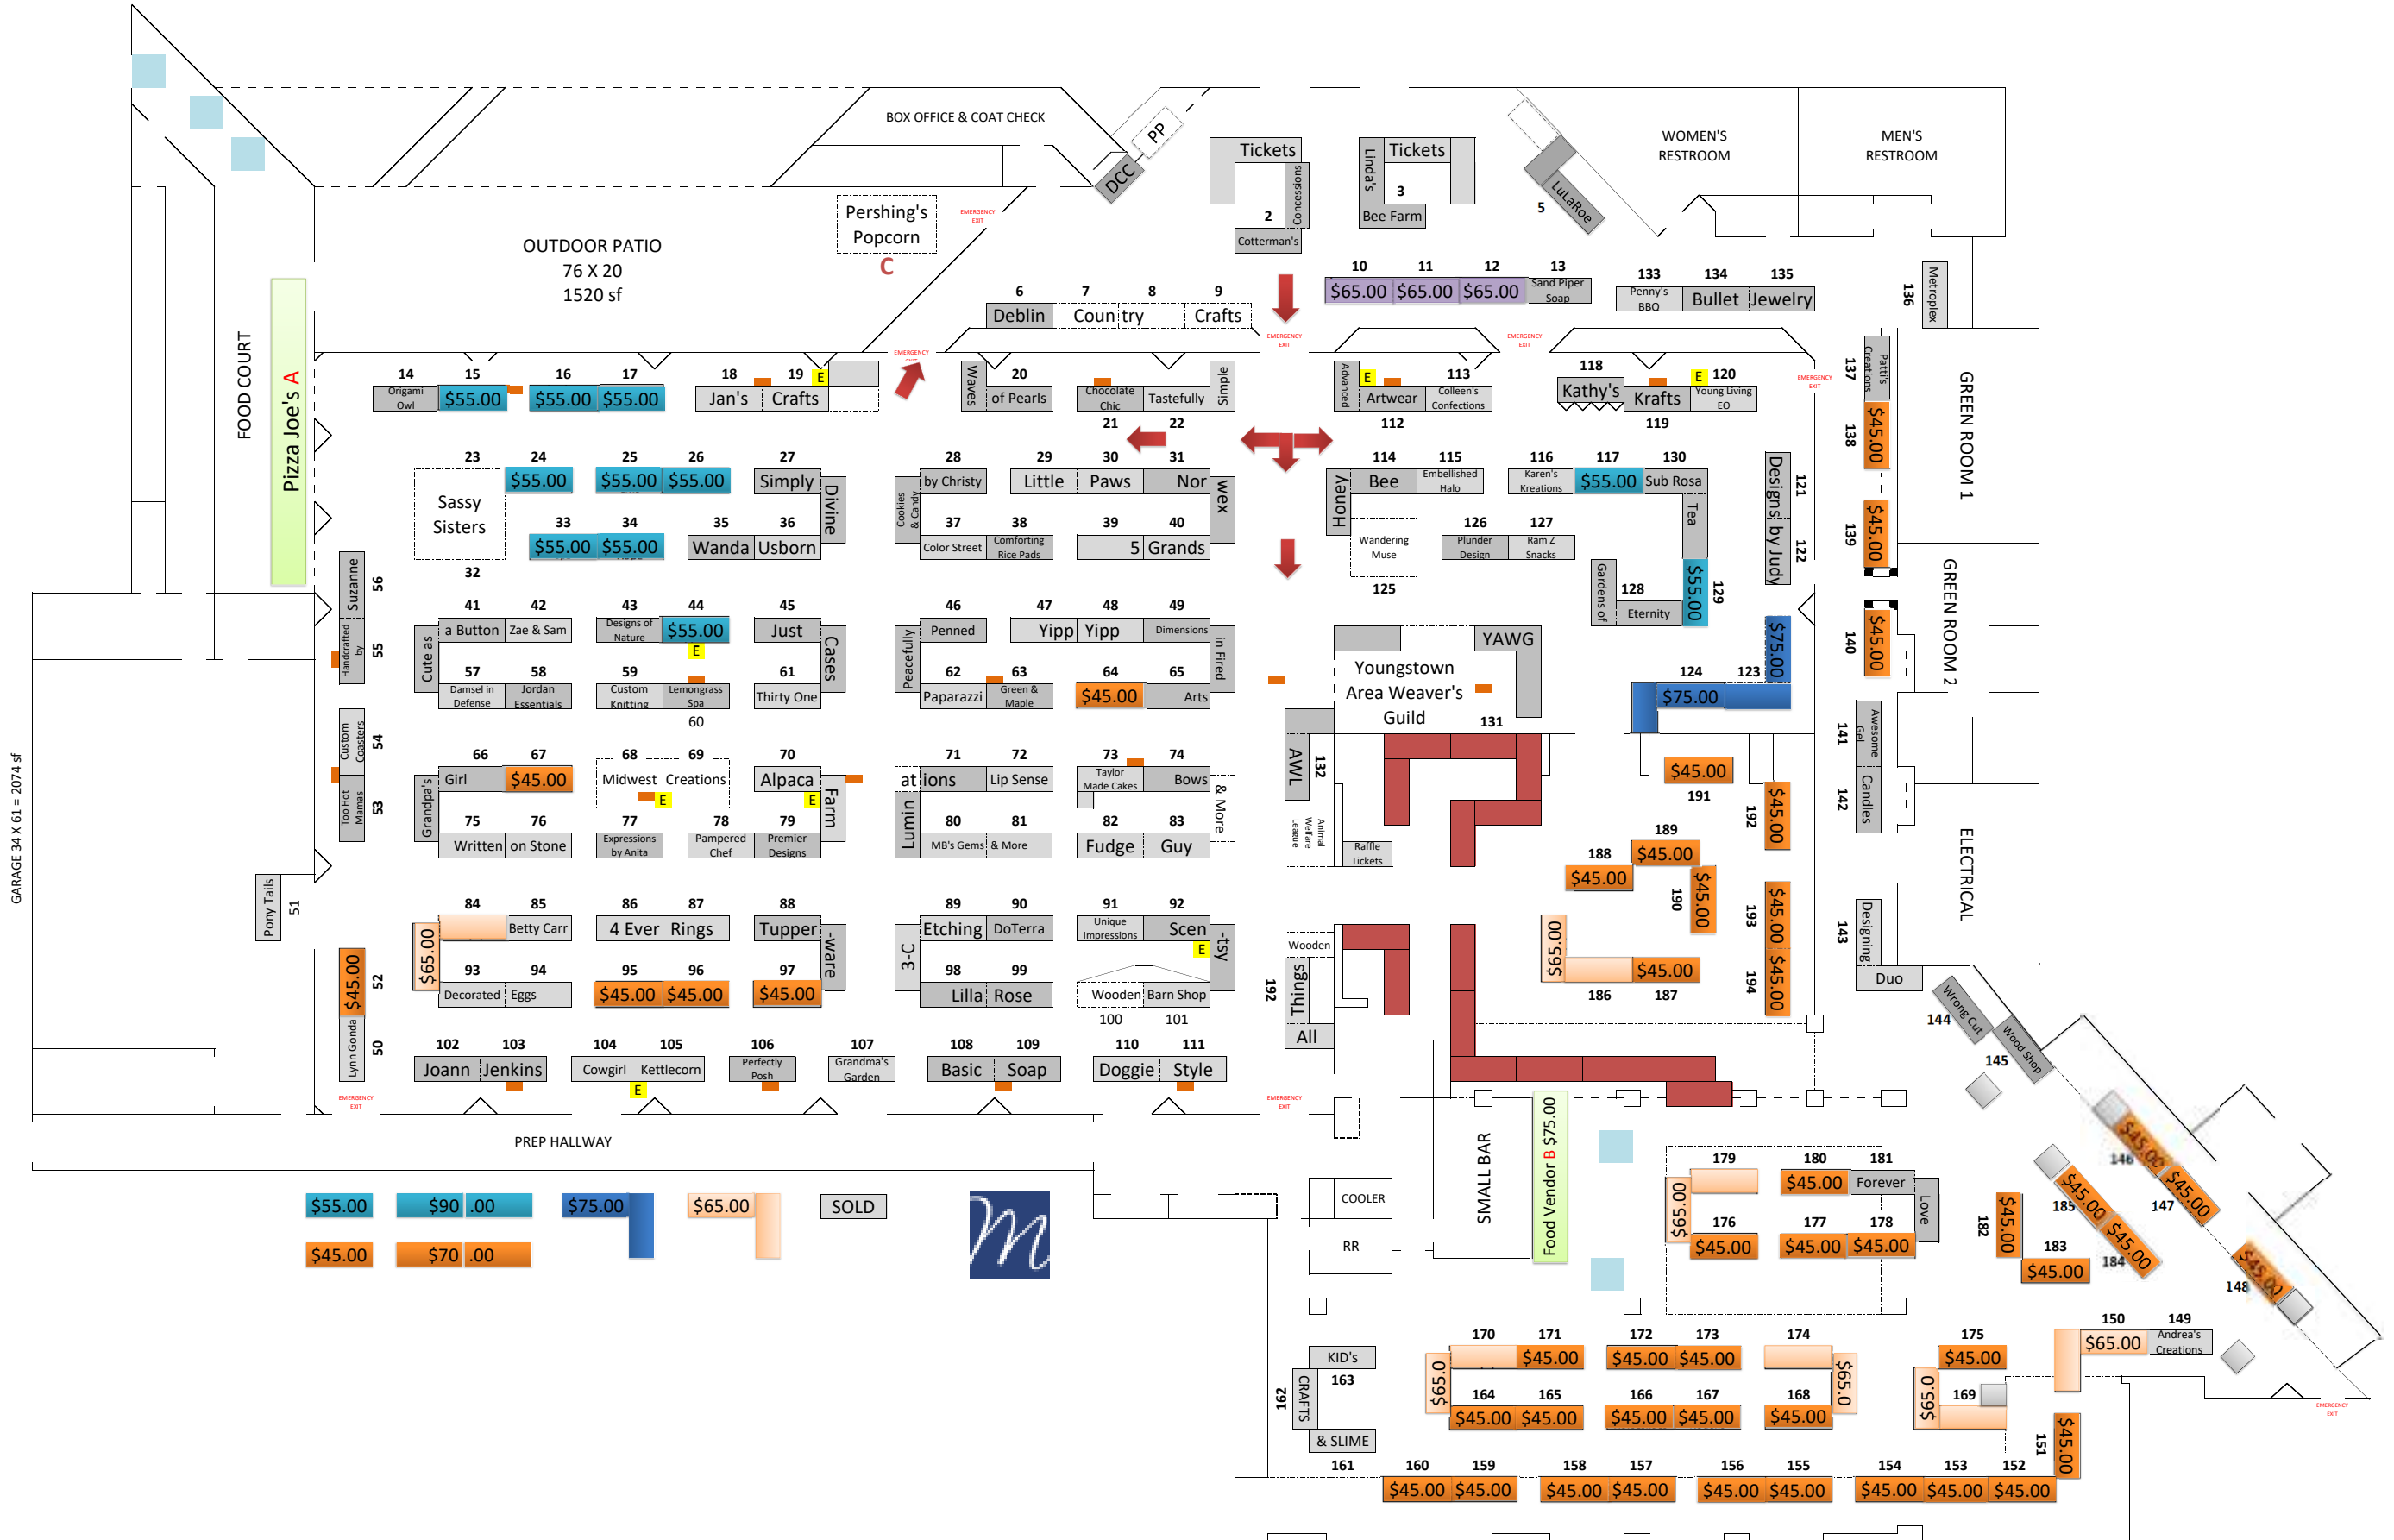 BOX OFFICE & COAT CHECK
PP
DCC
Tickets
Concessions
2
Cotterman's
Linda's
Tickets
3
Bee Farm
5
LuLaRoe
WOMEN'S
RESTROOM
MEN'S
RESTROOM
Pershing's
Popcorn
C
EMERGENCY
EXIT
OUTDOOR PATIO
76 X 20
1520 sf
FOOD COURT
Pizza Joe's A
6 7 8 9
Deblin Coun try Crafts
10 11 12 13
$65.00 $65.00 $65.00 Sand Piper
Soap
133 134 135
Penny's
BBQ
Bullet Jewelry
136
Metroplex
EMERGENCY
EXIT
EMERGENCY
EXIT
EMERGENCY
EMERGENCY
EXIT
14 15 16 17 18 19 E
Origami
Owl
$55.00 $55.00 $55.00 Jan's Crafts
Waves
20
of Pearls
Chocolate
Chic
Tastefully
Simple
21 22
Advanced
E
113
Artwear
Colleen's
Confections
112
118
Kathy's Krafts
E 120
Young Living
EO
119
137
Patti's
Creations
138
$45.00
139
$45.00
140
$45.00
GREEN ROOM 1
GREEN ROOM 2
23 24 25 26 27
Sassy
Sisters
$55.00 $55.00 $55.00 Simply
Divine
28 29 30 31
Cookies
& Candy
by Christy Little Paws Nor
wex
33 34 35 36
$55.00 $55.00 Wanda Usborn
32
37 38 39 40
Color Street
Comforting
Rice Pads
5 Grands
114 115 116 117 130
Honey
Bee
Embellished
Halo
Karen's
Kreations
$55.00 Sub Rosa
Tea
121
Designs by Judy
122
Wandering
Muse
125
126 127
Plunder
Design
Ram Z
Snacks
Gardens of
128
Eternity
$55.00
129
56
Suzanne
55
Handcrafted
by
41 42 43 44 45
Cute as
a Button Zae & Sam
Designs of
Nature
$55.00
E
Just
Cases
46 47 48 49
Peacefully
Penned Yipp Yipp Dimensions
in Fired
57 58 59 61
Damsel in
Defense
Jordan
Essentials
Custom
Knitting
Lemongrass
Spa
Thirty One
60
62 63 64 65
Paparazzi
Green &
Maple
$45.00 Arts
YAWG
Youngstown
Area Weaver's
Guild
131
$75.00
124 123
$75.00
141
Awesome
Gel
142
Candles
ELECTRICAL
54
Custom
Coasters
53
Too Hot
Mamas
GARAGE 34 X 61 = 2074 sf
66 67 68 69 70
Grandpa's
Girl $45.00 Midwest Creations
E
Alpaca
E
Farm
71 72 73 74
at ions Lip Sense
Lumin
Taylor
Made Cakes
Bows
& More
75 76 77 78 79
Written on Stone
Expressions
by Anita
Pampered
Chef
Premier
Designs
80 81 82 83
MB's Gems & More Fudge Guy
AWL
132
Animal
Welfare
League
Raffle
Tickets
$45.00
191
192
$45.00
189
$45.00
188
$45.00
190
$45.00
193
$45.00
194
$45.00
$65.00
$45.00
186 187
143
Designing
Duo
Pony Tails
51
84 85 86 87 88
$65.00
Betty Carr 4 Ever Rings Tupper
-ware
89 90 91 92
Etching DoTerra
Unique
Impressions
Scen
E
-tsy
3-C
93 94 95 96 97
Decorated Eggs $45.00 $45.00 $45.00
98 99
Lilla Rose Wooden Barn Shop
100 101
52
$45.00
50
Lynn Gonda
192
Wooden
Things
All
102 103 104 105 106 107
Joann Jenkins Cowgirl Kettlecorn
E
Perfectly
Posh
Grandma's
Garden
108 109 110 111
Basic Soap Doggie Style
EMERGENCY
EXIT
EMERGENCY
EXIT
144
Wrong Cut
145
Wood Shop
PREP HALLWAY
$55.00 $90 .00 $75.00 $65.00 SOLD
$45.00 $70 .00
M
COOLER
RR
SMALL BAR
Food Vendor B $75.00
179 180 181
$65.00
$45.00 Forever
Love
176 177 178
$45.00 $45.00 $45.00
146
$45.00
147
$45.00
185
$45.00
184
$45.00
182
$45.00
183
$45.00
148
$45.00
150 149
$65.00
Andrea's
Creations
EMERGENCY
EXIT
KID's
163
162
CRAFTS
& SLIME
161
170 171 172 173 174 175
$65.0
$45.00 $45.00 $45.00
$65.0
$45.00
164 165 166 167 168 169
$45.00 $45.00 $45.00 $45.00 $45.00
$65.0
151
$45.00
160 159 158 157 156 155 154 153 152
$45.00 $45.00 $45.00 $45.00 $45.00 $45.00 $45.00 $45.00 $45.00